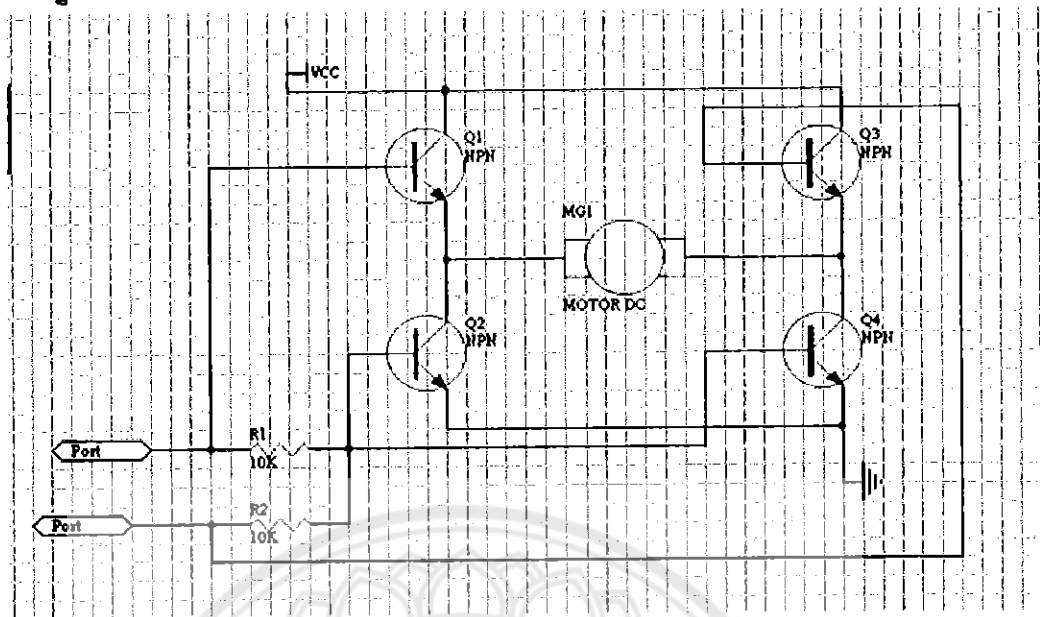 VCC
Q1
NPN
Q3
NPN
MG1
MOTOR DC
Q2
NPN
Q4
NPN
R1
10K
Port
R2
10K
Port